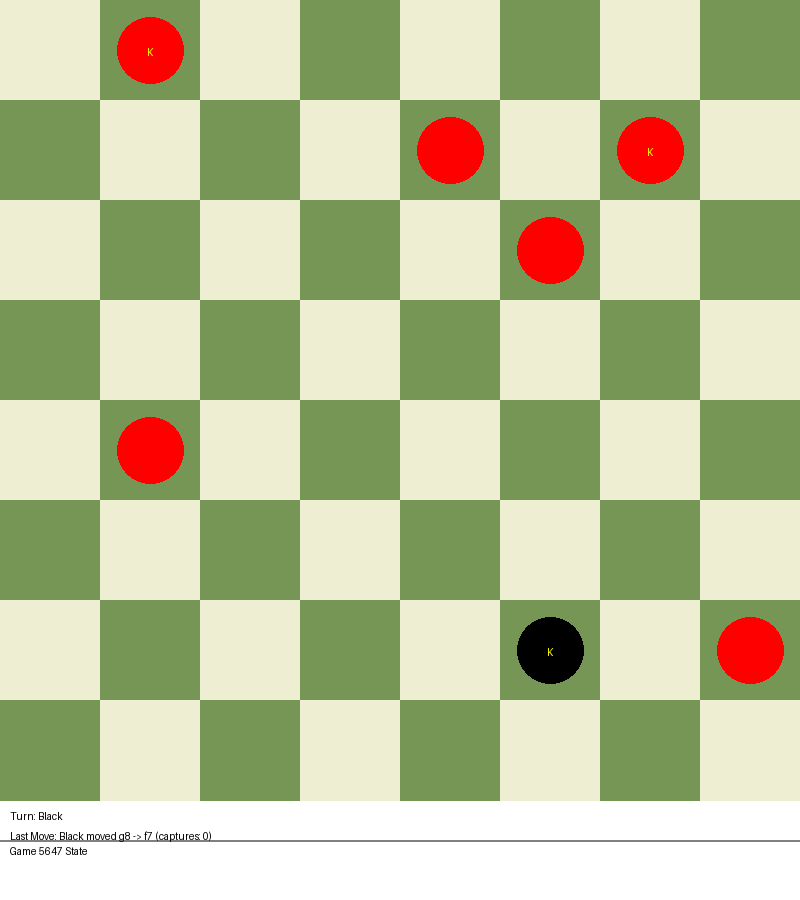 K
K
K
Turn: Black
Last Move: Black moved g8 -> f7 (captures: 0)
Game 5647 State